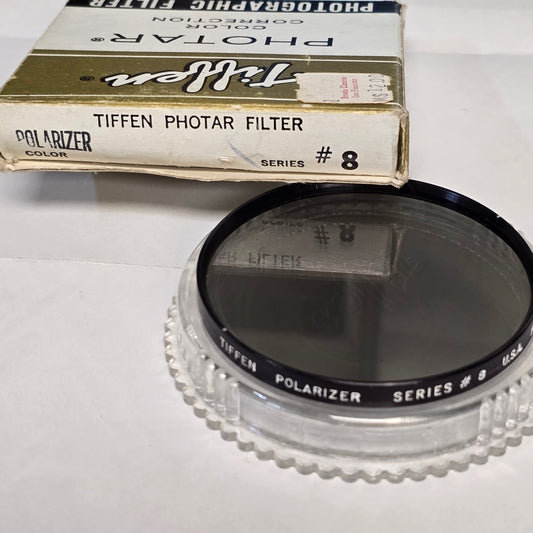 PHOTOGRAPHIC FILTER
COLOR
CORRECTION
PHOTAR®
Tiffen®
TIFFEN PHOTAR FILTER
POLARIZER
COLOR
SERIES # 8
TIFFEN POLARIZER SERIES # 8 U.S.A.